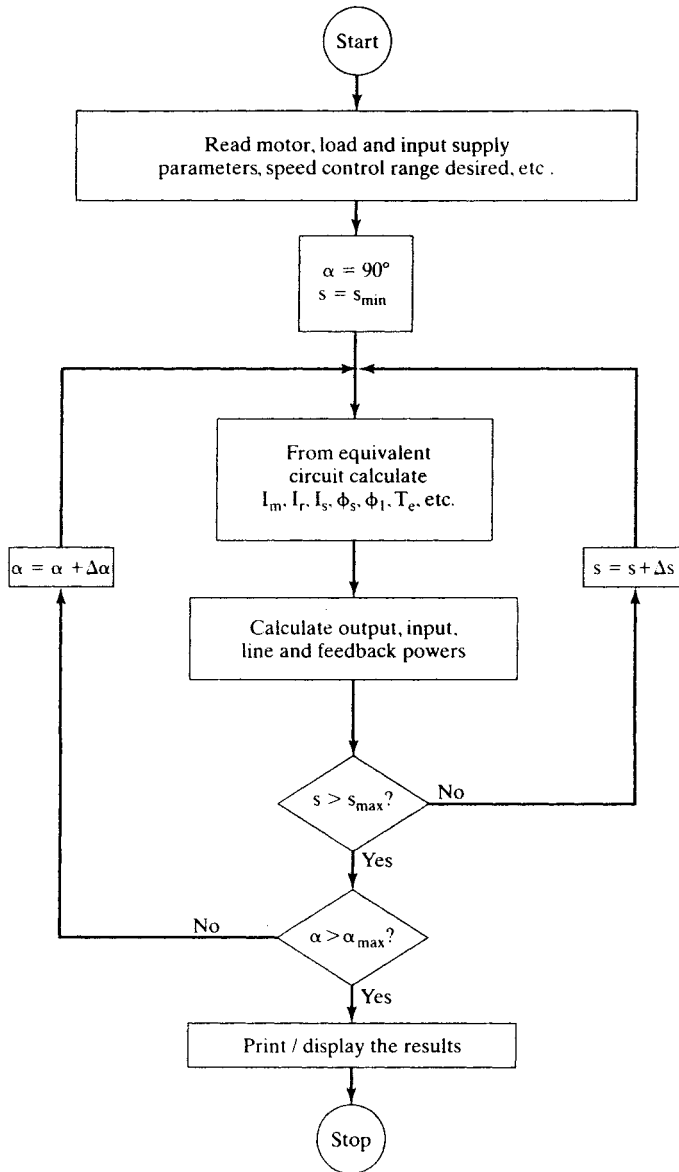 Start
Read motor, load and input supply
parameters, speed control range desired, etc .
α = 90°
s = s_min
From equivalent
circuit calculate
I_m, I_r, I_s, ϕ_s, ϕ_1, T_e, etc.
α = α + Δα
s = s + Δs
Calculate output, input,
line and feedback powers
s > s_max?
No
Yes
No
α > α_max?
Yes
Print / display the results
Stop